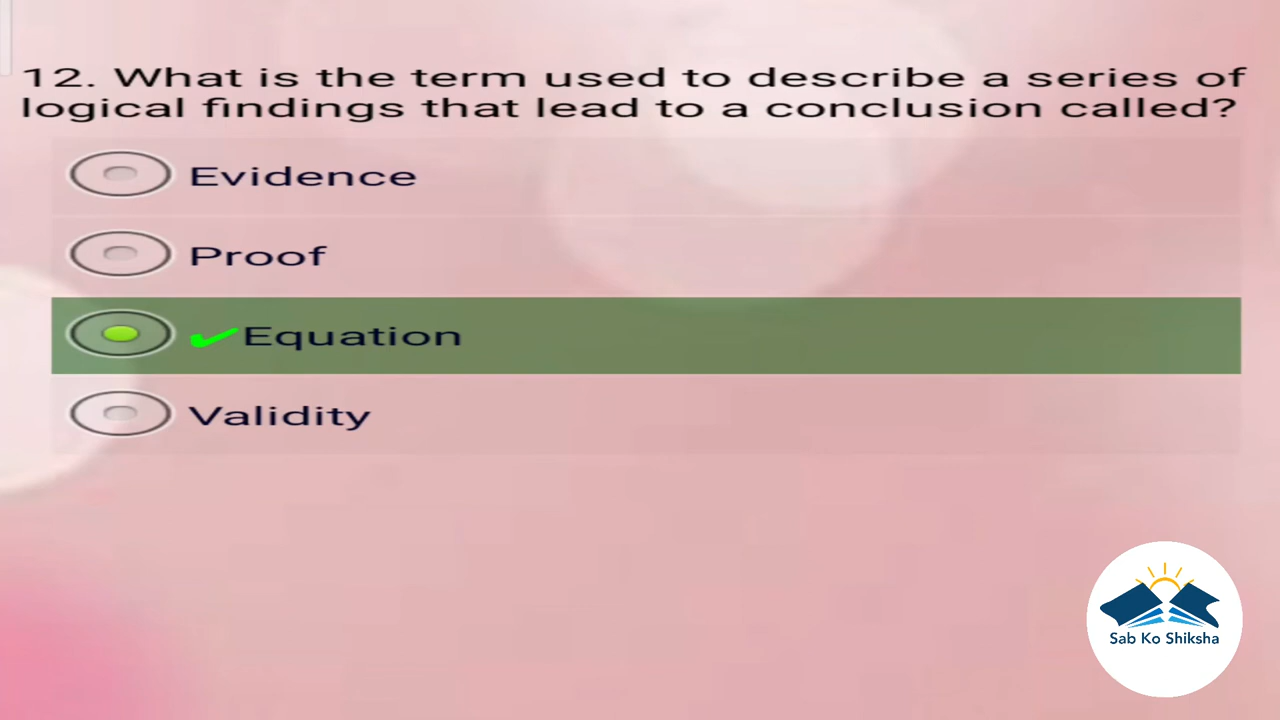 12. What is the term used to describe a series of
logical findings that lead to a conclusion called?
Evidence
Proof
Equation
Validity
Sab Ko Shiksha